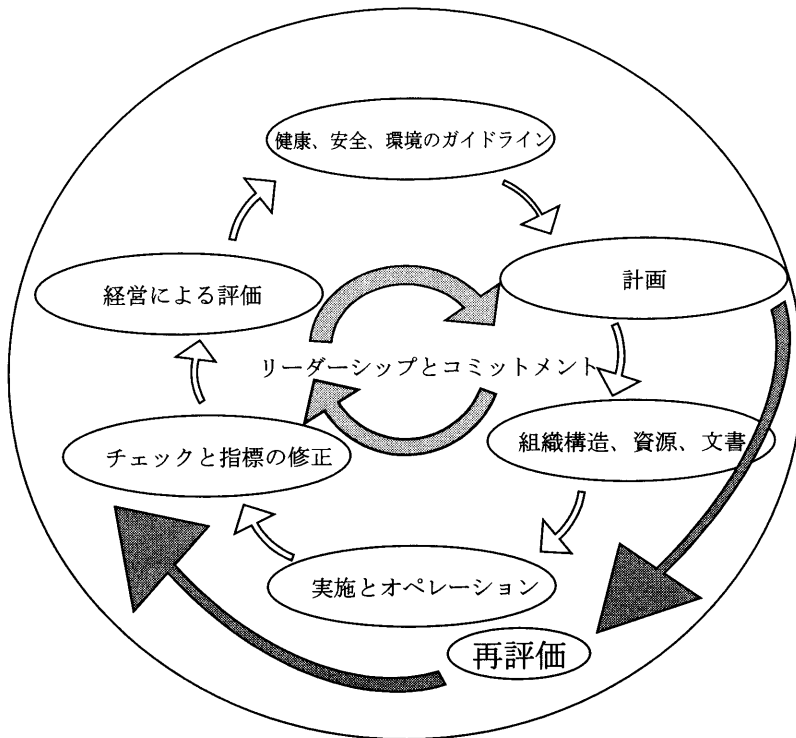 健康、安全、環境のガイドライン
計画
経営による評価
リーダーシップとコミットメント
組織構造、資源、文書
チェックと指標の修正
実施とオペレーション
再評価